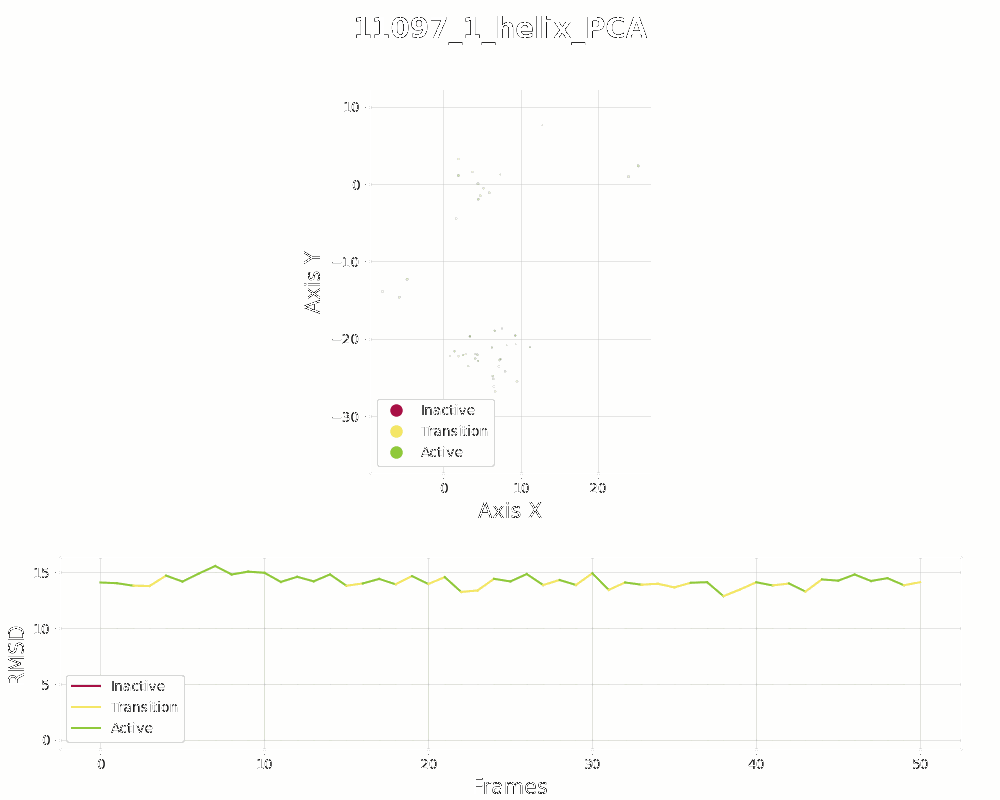 11097_1_helix_PCA
10
0
−10
−20
−30
Axis Y
Inactive
Transition
Active
0 10 20
Axis X
15
10
5
0
RMSD
Inactive
Transition
Active
0 10 20 30 40 50
Frames